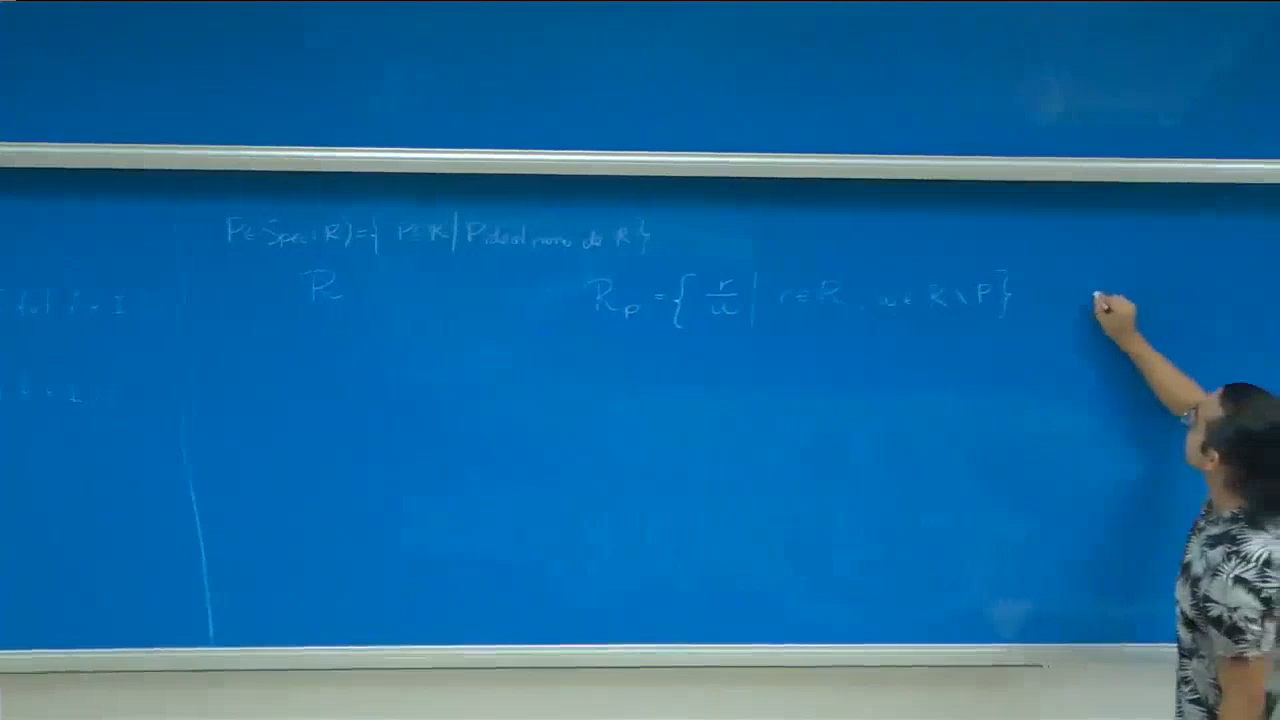 P ∈ Spec(R) = { P ⊆ R | P ideal primo de R }
R
R_P = { r/u | r ∈ R, u ∈ R \ P }